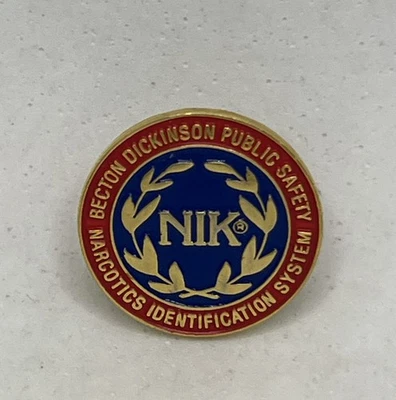 BECTON DICKINSON PUBLIC SAFETY
NIK®
NARCOTICS IDENTIFICATION SYSTEM